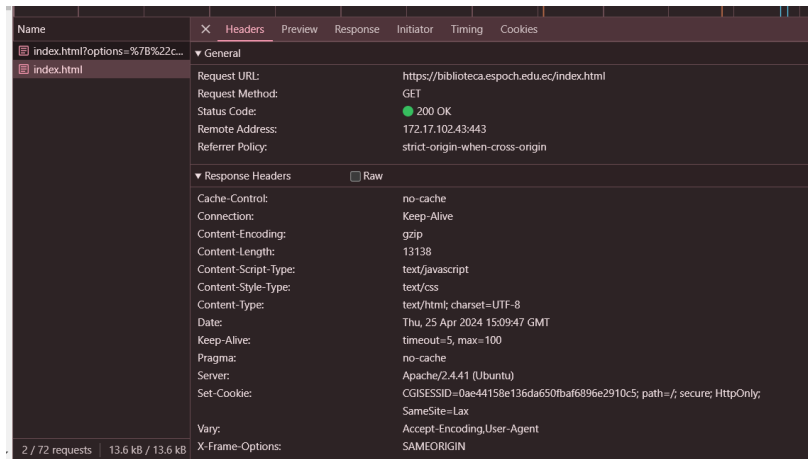 Name
index.html?options=%7B%22c...
index.html
2 / 72 requests 13.6 kB / 13.6 kB
Headers Preview Response Initiator Timing Cookies
General
Request URL: https://biblioteca.espoch.edu.ec/index.html
Request Method: GET
Status Code: 200 OK
Remote Address: 172.17.102.43:443
Referrer Policy: strict-origin-when-cross-origin
Response Headers Raw
Cache-Control: no-cache
Connection: Keep-Alive
Content-Encoding: gzip
Content-Length: 13138
Content-Script-Type: text/javascript
Content-Style-Type: text/css
Content-Type: text/html; charset=UTF-8
Date: Thu, 25 Apr 2024 15:09:47 GMT
Keep-Alive: timeout=5, max=100
Pragma: no-cache
Server: Apache/2.4.41 (Ubuntu)
Set-Cookie: CGISESSID=0ae44158e136da650fbaf6896e2910c5; path=/; secure; HttpOnly;
SameSite=Lax
Vary: Accept-Encoding,User-Agent
X-Frame-Options: SAMEORIGIN